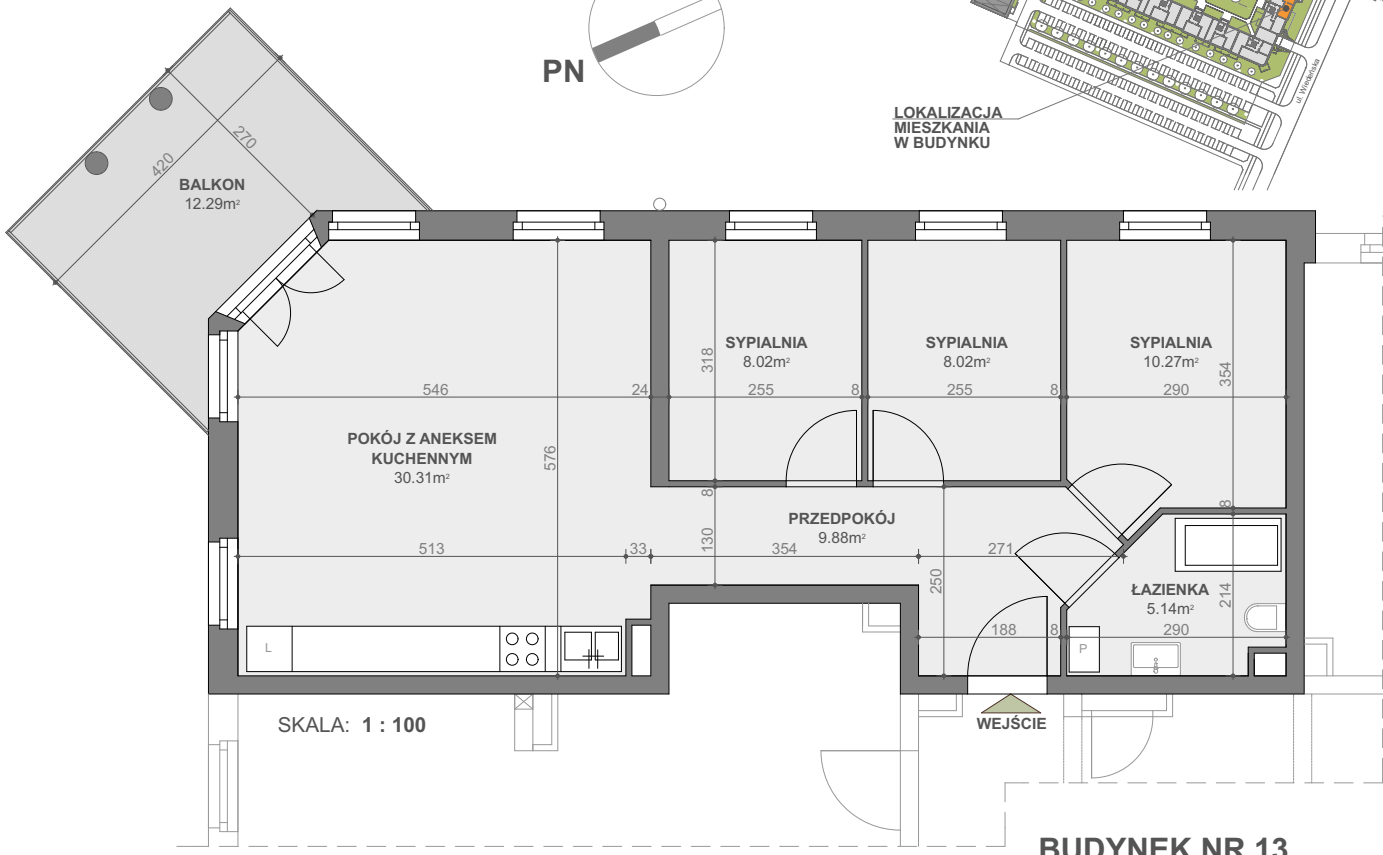 PN
ul. Wiedeńska
LOKALIZACJA
MIESZKANIA
W BUDYNKU
270
420
BALKON
12.29m²
318
SYPIALNIA
8.02m²
SYPIALNIA
8.02m²
SYPIALNIA
10.27m²
354
546
24
255
8
255
8
290
POKÓJ Z ANEKSEM
KUCHENNYM
30.31m²
576
8
8
PRZEDPOKÓJ
9.88m²
513
33
130
354
271
250
ŁAZIENKA
5.14m²
214
188
8
290
L
P
SKALA: 1 : 100
WEJŚCIE
BUDYNEK NR 13